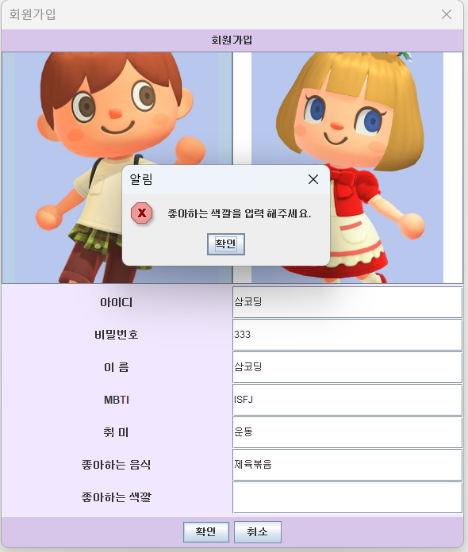 회원가입
회원가입
알림
X
좋아하는 색깔을 입력 해주세요.
확인
아이디 삼코딩
비밀번호 333
이 름 삼코딩
MBTI ISFJ
취 미 운동
좋아하는 음식 제육볶음
좋아하는 색깔
확인 취소